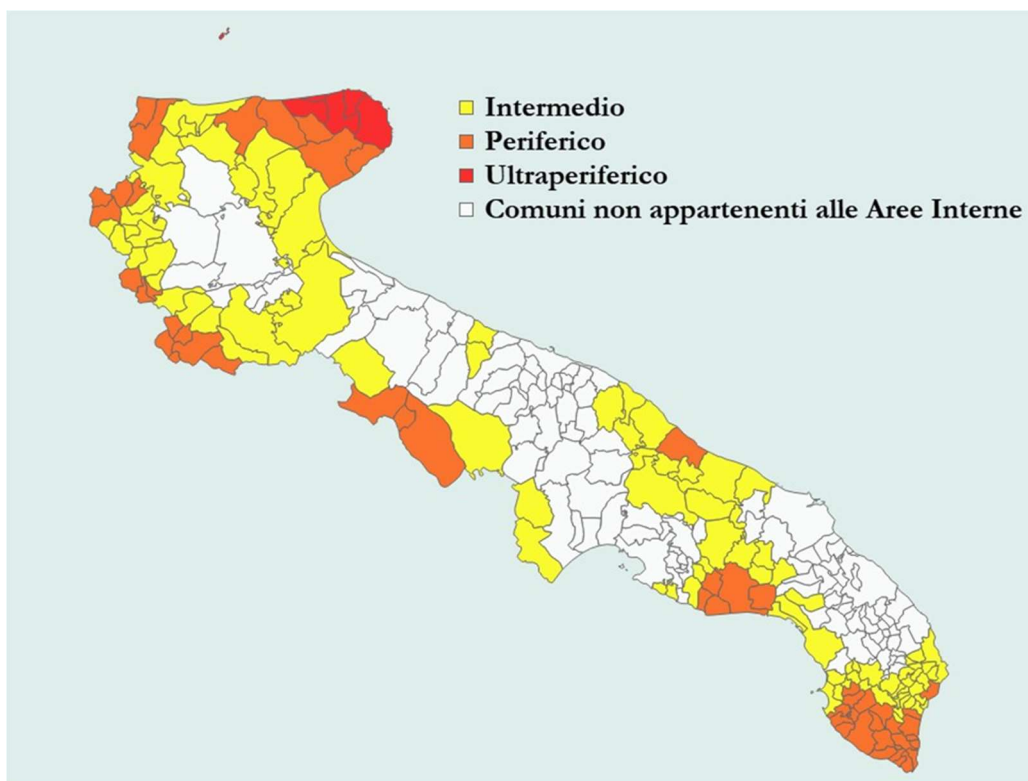 Intermedio
Periferico
Ultraperiferico
Comuni non appartenenti alle Aree Interne